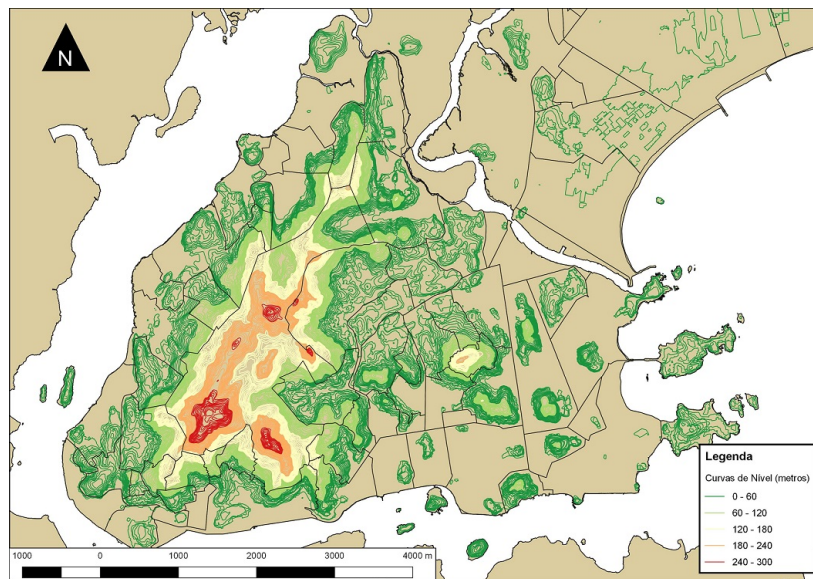 N
Legenda
Curvas de Nível (metros)
0 - 60
60 - 120
120 - 180
180 - 240
240 - 300
1000 0 1000 2000 3000 4000 m